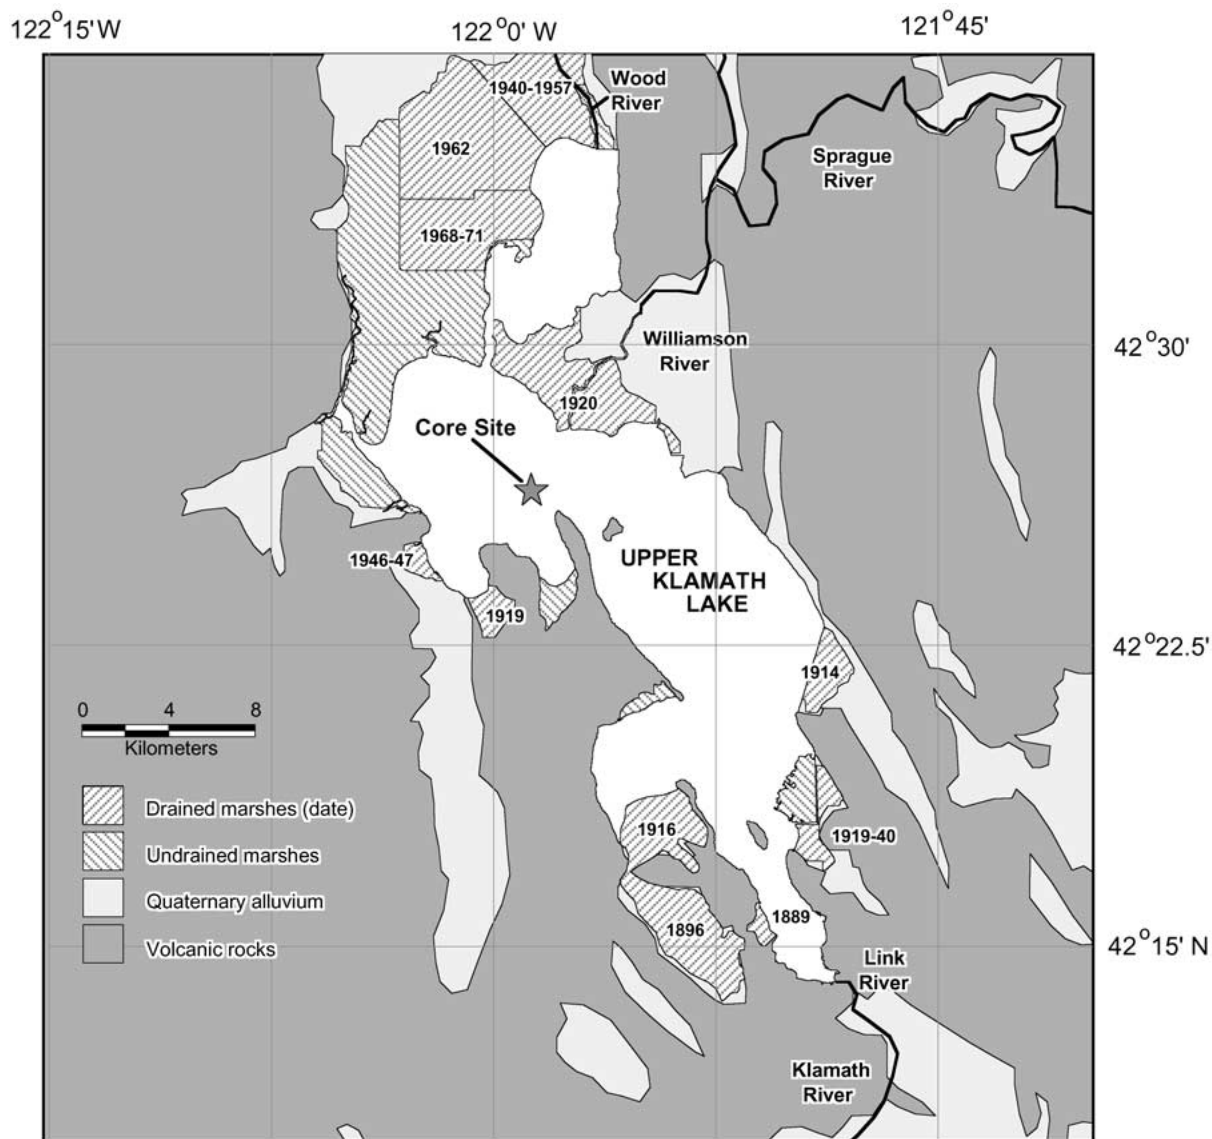 122°15' W
122°0' W
121°45'
Wood
River
1940-1957
1962
Sprague
River
1968-71
Williamson
River
42°30'
1920
Core Site
1946-47
UPPER
KLAMATH
LAKE
1919
42°22.5'
1914
0 4 8
Kilometers
Drained marshes (date)
Undrained marshes
Quaternary alluvium
Volcanic rocks
1916
1919-40
1896
1889
42°15' N
Link
River
Klamath
River